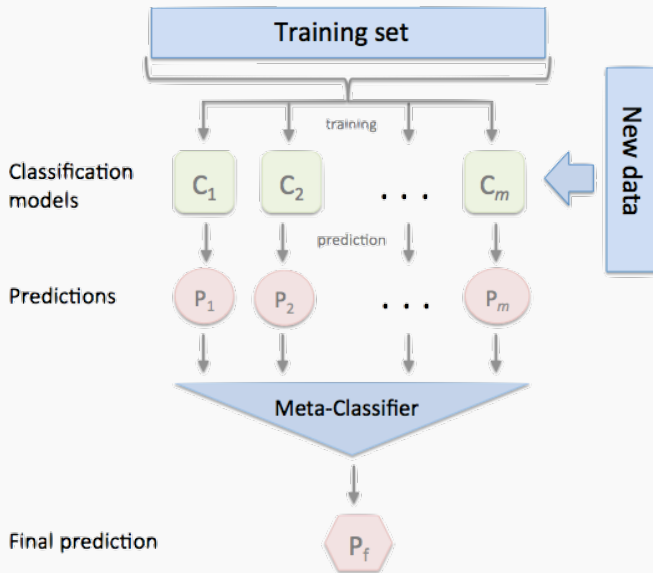 Training set
training
New data
Classification
models
C1 C2 . . . Cm
prediction
Predictions
P1 P2 . . . Pm
Meta-Classifier
Final prediction
Pf